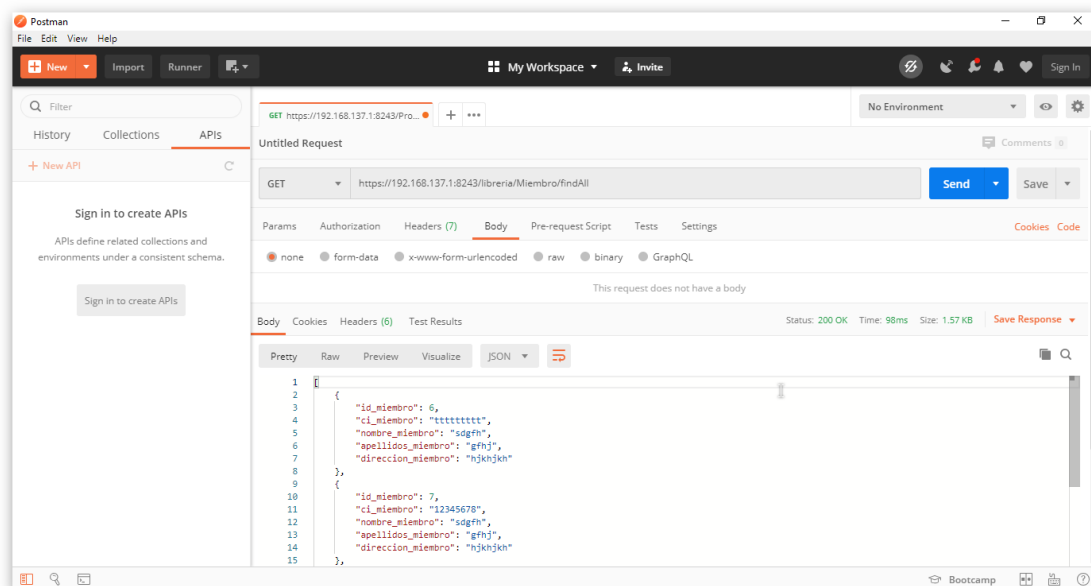 Postman
File Edit View Help
New Import Runner My Workspace Invite Sign In
Filter
History Collections APIs
+ New API
Sign in to create APIs
APIs define related collections and
environments under a consistent schema.
Sign in to create APIs
GET https://192.168.137.1:8243/Pro... + ••• No Environment
Untitled Request Comments 0
GET https://192.168.137.1:8243/libreria/Miembro/findAll Send Save
Params Authorization Headers (7) Body Pre-request Script Tests Settings Cookies Code
none form-data x-www-form-urlencoded raw binary GraphQL
This request does not have a body
Body Cookies Headers (6) Test Results Status: 200 OK Time: 98ms Size: 1.57 KB Save Response
Pretty Raw Preview Visualize JSON
1 [
2 {
3 "id_miembro": 6,
4 "ci_miembro": "ttttttttt",
5 "nombre_miembro": "sdgfh",
6 "apellidos_miembro": "gfhj",
7 "direccion_miembro": "hjkhjkh"
8 },
9 {
10 "id_miembro": 7,
11 "ci_miembro": "12345678",
12 "nombre_miembro": "sdgfh",
13 "apellidos_miembro": "gfhj",
14 "direccion_miembro": "hjkhjkh"
15 },
Bootcamp